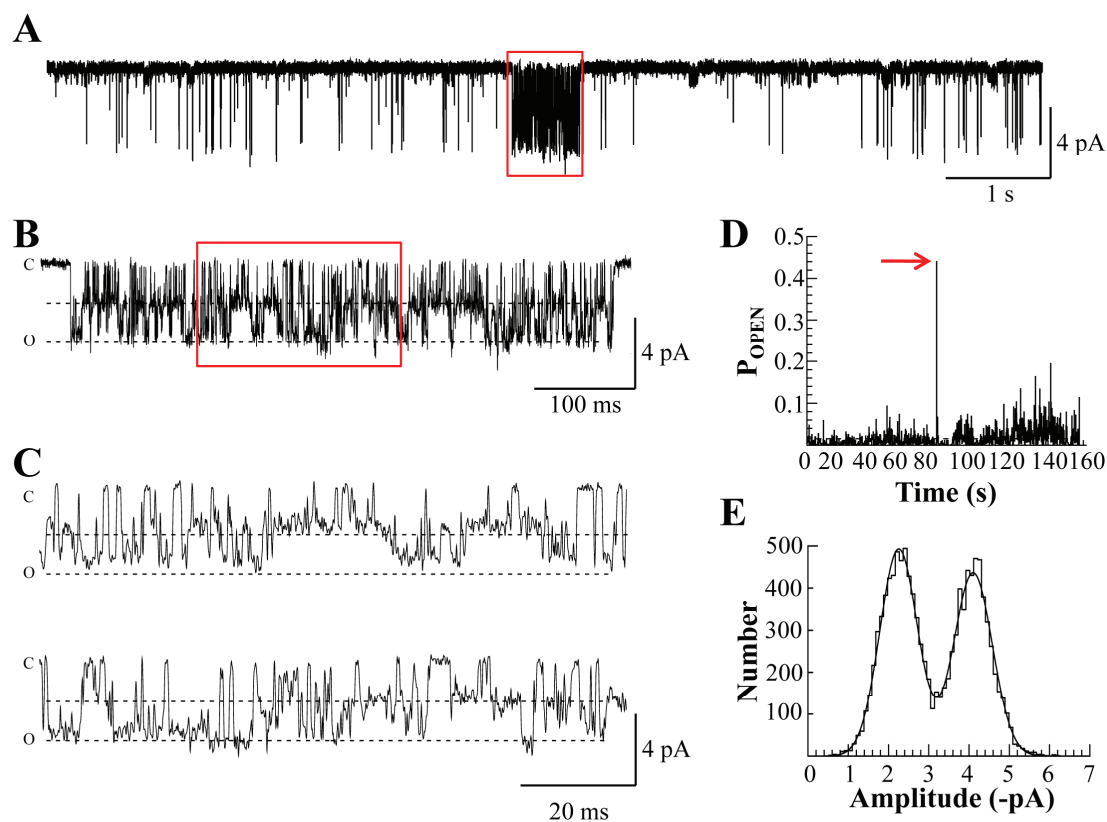 A
4 pA
1 s
B
C
O
4 pA
100 ms
C
C
O
C
O
4 pA
20 ms
D
P_OPEN
0.5
0.4
0.3
0.2
0.1
0 20 40 60 80 100 120 140 160
Time (s)
E
Number
500
400
300
200
100
0 1 2 3 4 5 6 7
Amplitude (-pA)